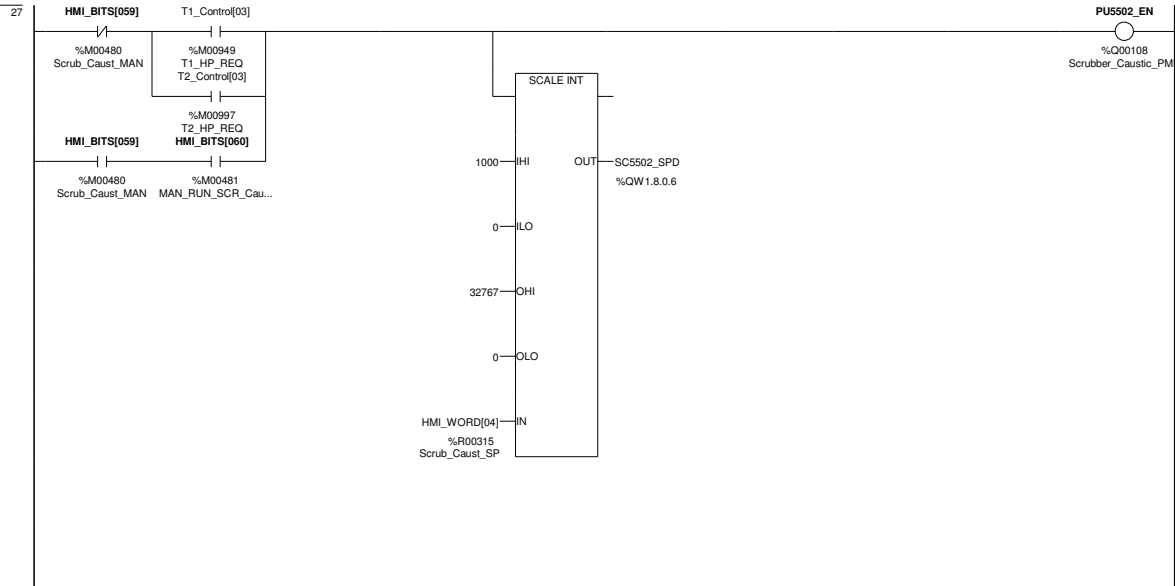 27
HMI_BITS[059] T1_Control[03] PU5502_EN
%M00480 %M00949 %Q00108
Scrub_Caust_MAN T1_HP_REQ Scrubber_Caustic_PM
T2_Control[03]
SCALE INT
%M00997
T2_HP_REQ
HMI_BITS[059] HMI_BITS[060]
1000 IHI OUT SC5502_SPD
%M00480 %M00481 %QW1.8.0.6
Scrub_Caust_MAN MAN_RUN_SCR_Cau...
0 ILO
32767 OHI
0 OLO
HMI_WORD[04] IN
%R00315
Scrub_Caust_SP